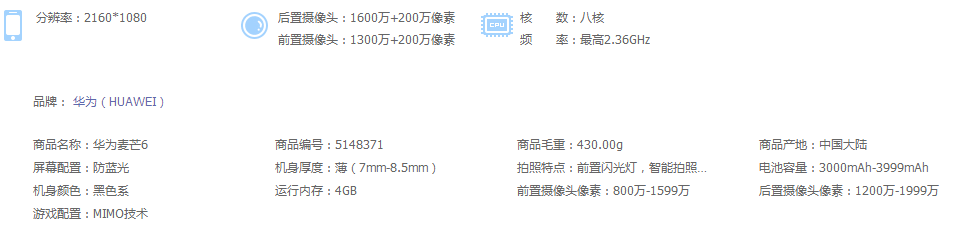 分辨率：2160*1080
后置摄像头：1600万+200万像素
前置摄像头：1300万+200万像素
CPU
核 数：八核
频 率：最高2.36GHz
品牌： 华为（HUAWEI）
商品名称：华为麦芒6 商品编号：5148371 商品毛重：430.00g 商品产地：中国大陆
屏幕配置：防蓝光 机身厚度：薄（7mm-8.5mm） 拍照特点：前置闪光灯，智能拍照... 电池容量：3000mAh-3999mAh
机身颜色：黑色系 运行内存：4GB 前置摄像头像素：800万-1599万 后置摄像头像素：1200万-1999万
游戏配置：MIMO技术